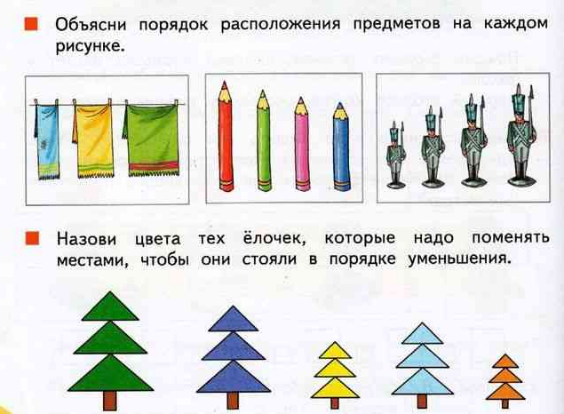 Объясни порядок расположения предметов на каждом
рисунке.
Назови цвета тех ёлочек, которые надо поменять
местами, чтобы они стояли в порядке уменьшения.